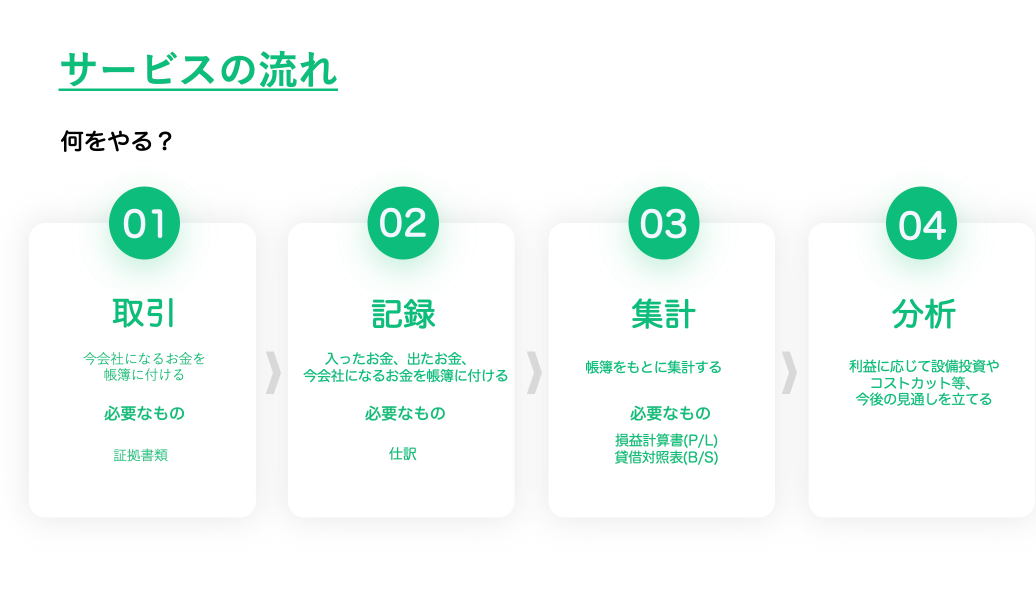 サービスの流れ
何をやる？
01
取引
今会社になるお金を
帳簿に付ける
必要なもの
証拠書類
02
記録
入ったお金、出たお金、
今会社になるお金を帳簿に付ける
必要なもの
仕訳
03
集計
帳簿をもとに集計する
必要なもの
損益計算書(P/L)
貸借対照表(B/S)
04
分析
利益に応じて設備投資や
コストカット等、
今後の見通しを立てる